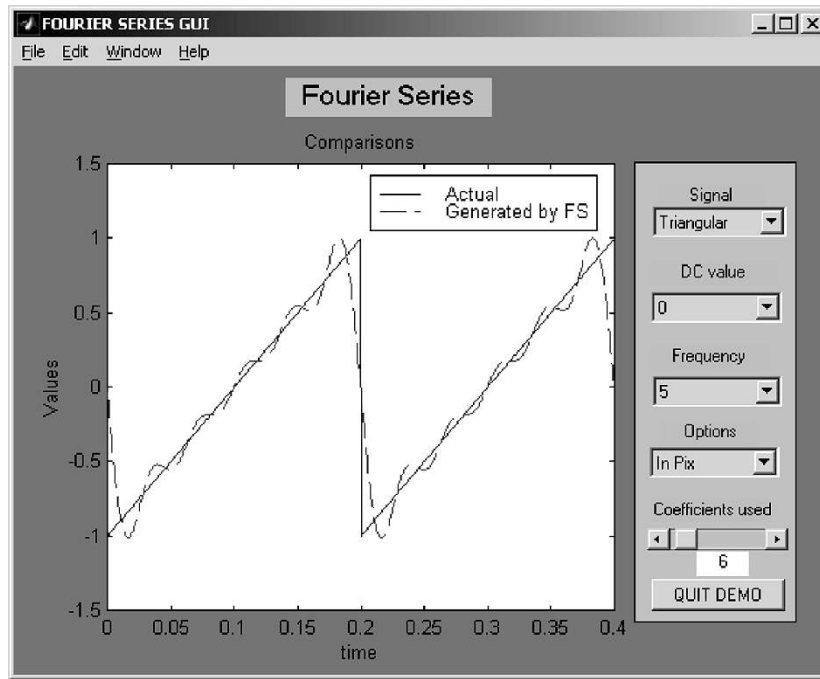 FOURIER SERIES GUI
File Edit Window Help
Fourier Series
Comparisons
1.5
1
0.5
0
-0.5
-1
-1.5
Values
0 0.05 0.1 0.15 0.2 0.25 0.3 0.35 0.4
time
Actual
Generated by FS
Signal
Triangular
DC value
0
Frequency
5
Options
In Pix
Coefficients used
6
QUIT DEMO